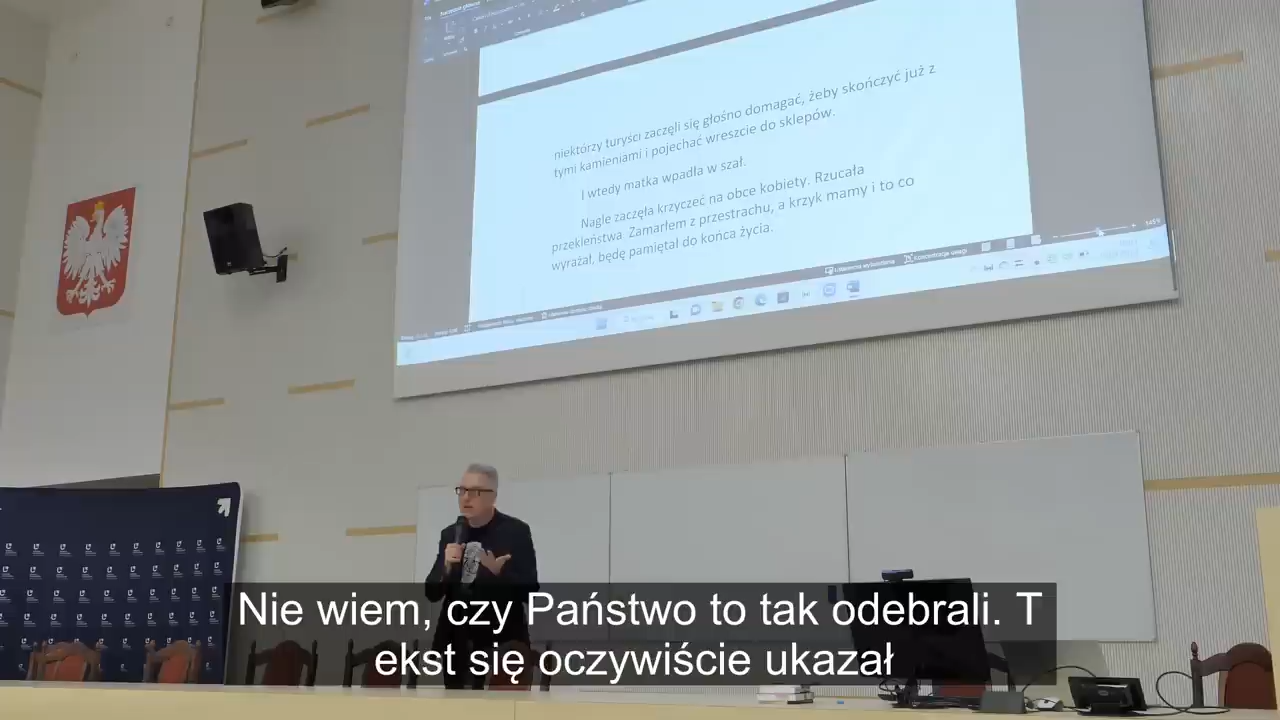 niektórzy turyści zaczęli się głośno domagać, żeby skończyć już z
tymi kamieniami i pojechać wreszcie do sklepów.
I wtedy matka wpadła w szał.
Nagle zaczęła krzyczeć na obce kobiety. Rzucała
przekleństwa. Zamarłem z przestrachu, a krzyk mamy i to co
wyrażał, będę pamiętał do końca życia.
Nie wiem, czy Państwo to tak odebrali. T
ekst się oczywiście ukazał